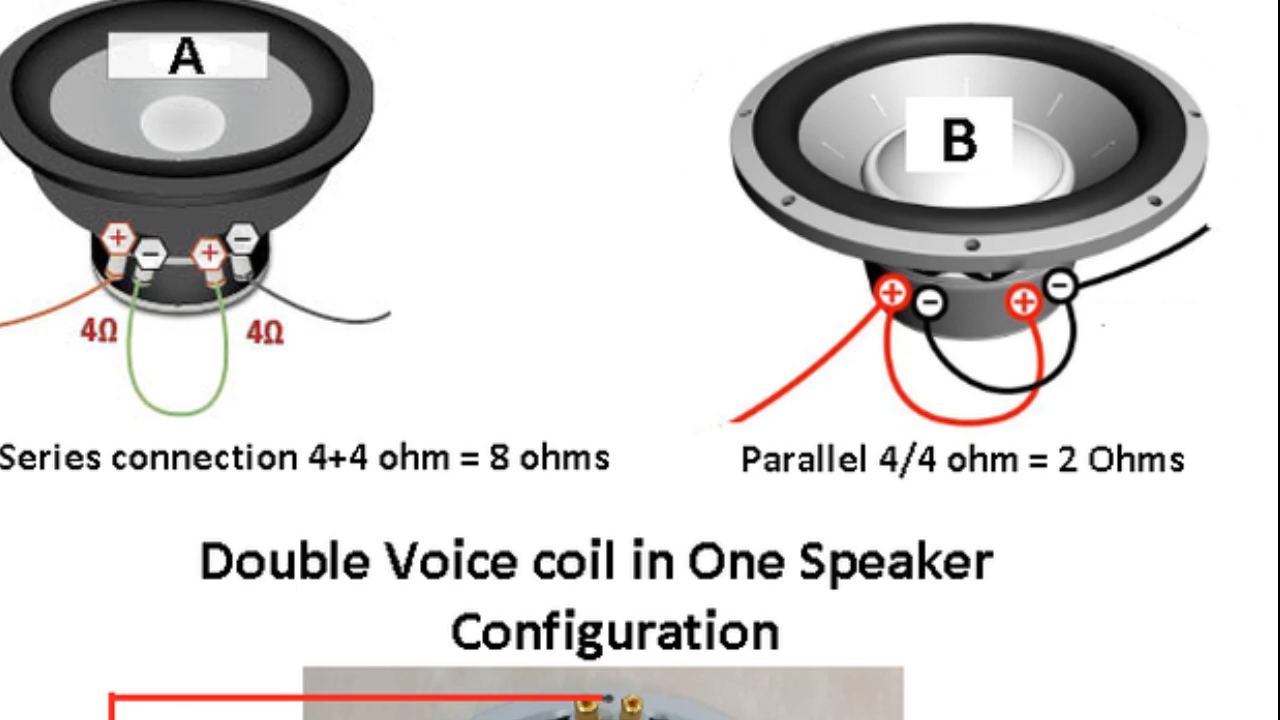 A
B
+ − + −
4Ω 4Ω
+ − + −
Series connection 4+4 ohm = 8 ohms
Parallel 4/4 ohm = 2 Ohms
Double Voice coil in One Speaker
Configuration